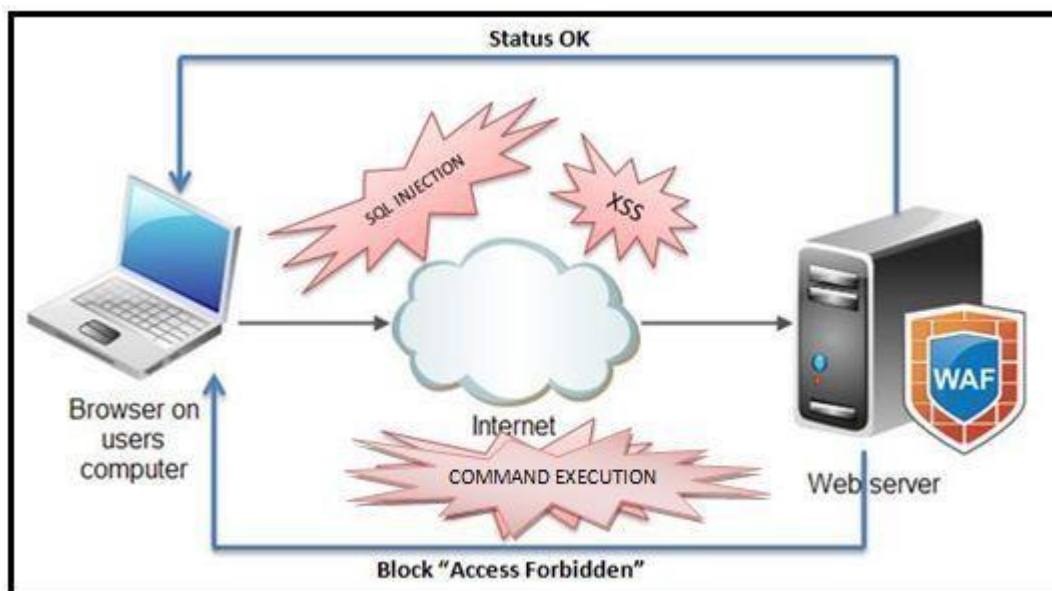 Status OK
SQL INJECTION
XSS
WAF
Browser on
users
computer
Internet
COMMAND EXECUTION
Web server
Block “Access Forbidden”